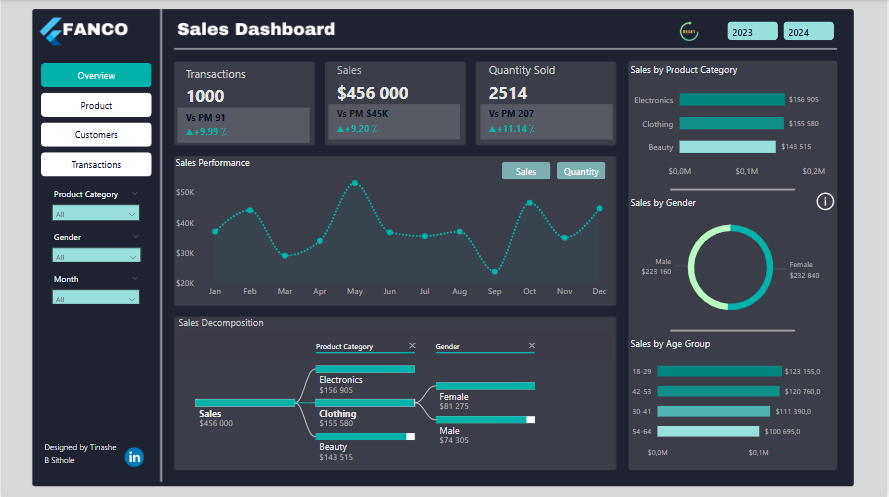 FANCO
Sales Dashboard
RESET
2023
2024
Overview
Product
Customers
Transactions
Product Category
All
Gender
All
Month
All
Designed by Tinashe
B Sithole
in
Transactions
1000
Vs PM 91
▲+9.99 %
Sales
$456 000
Vs PM $45K
▲+9.20 %
Quantity Sold
2514
Vs PM 207
▲+11.14 %
Sales Performance
Sales
Quantity
$50K
$40K
$30K
$20K
Jan Feb Mar Apr May Jun Jul Aug Sep Oct Nov Dec
Sales Decomposition
Product Category ×
Gender ×
Sales
$456 000
Electronics
$156 905
Clothing
$155 580
Beauty
$143 515
Female
$81 275
Male
$74 305
Sales by Product Category
Electronics $156 905
Clothing $155 580
Beauty $143 515
$0,0M $0,1M $0,2M
Sales by Gender
i
Male
$223 160
Female
$232 840
Sales by Age Group
18-29 $123 155,0
42-53 $120 760,0
30-41 $111 390,0
54-64 $100 695,0
$0,0M $0,1M